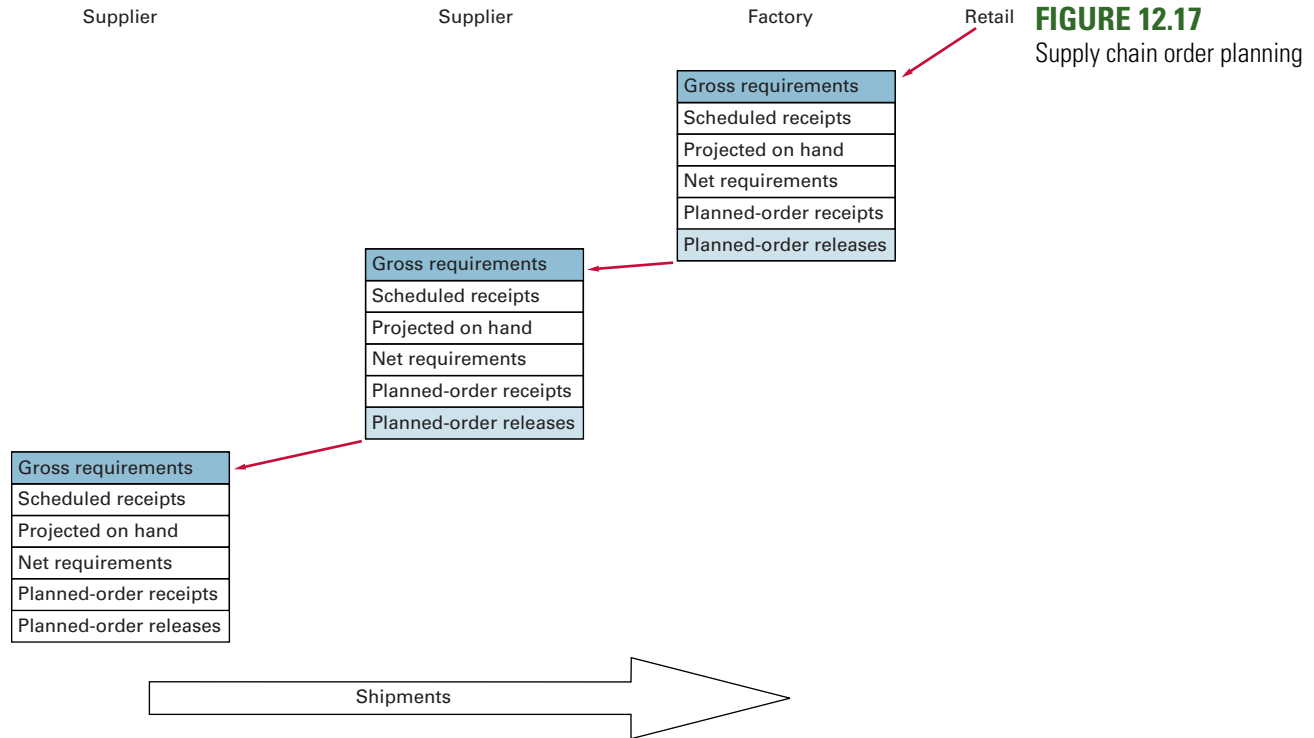 Supplier
Supplier
Factory
Retail
FIGURE 12.17
Supply chain order planning
Gross requirements
Scheduled receipts
Projected on hand
Net requirements
Planned-order receipts
Planned-order releases
Gross requirements
Scheduled receipts
Projected on hand
Net requirements
Planned-order receipts
Planned-order releases
Gross requirements
Scheduled receipts
Projected on hand
Net requirements
Planned-order receipts
Planned-order releases
Shipments